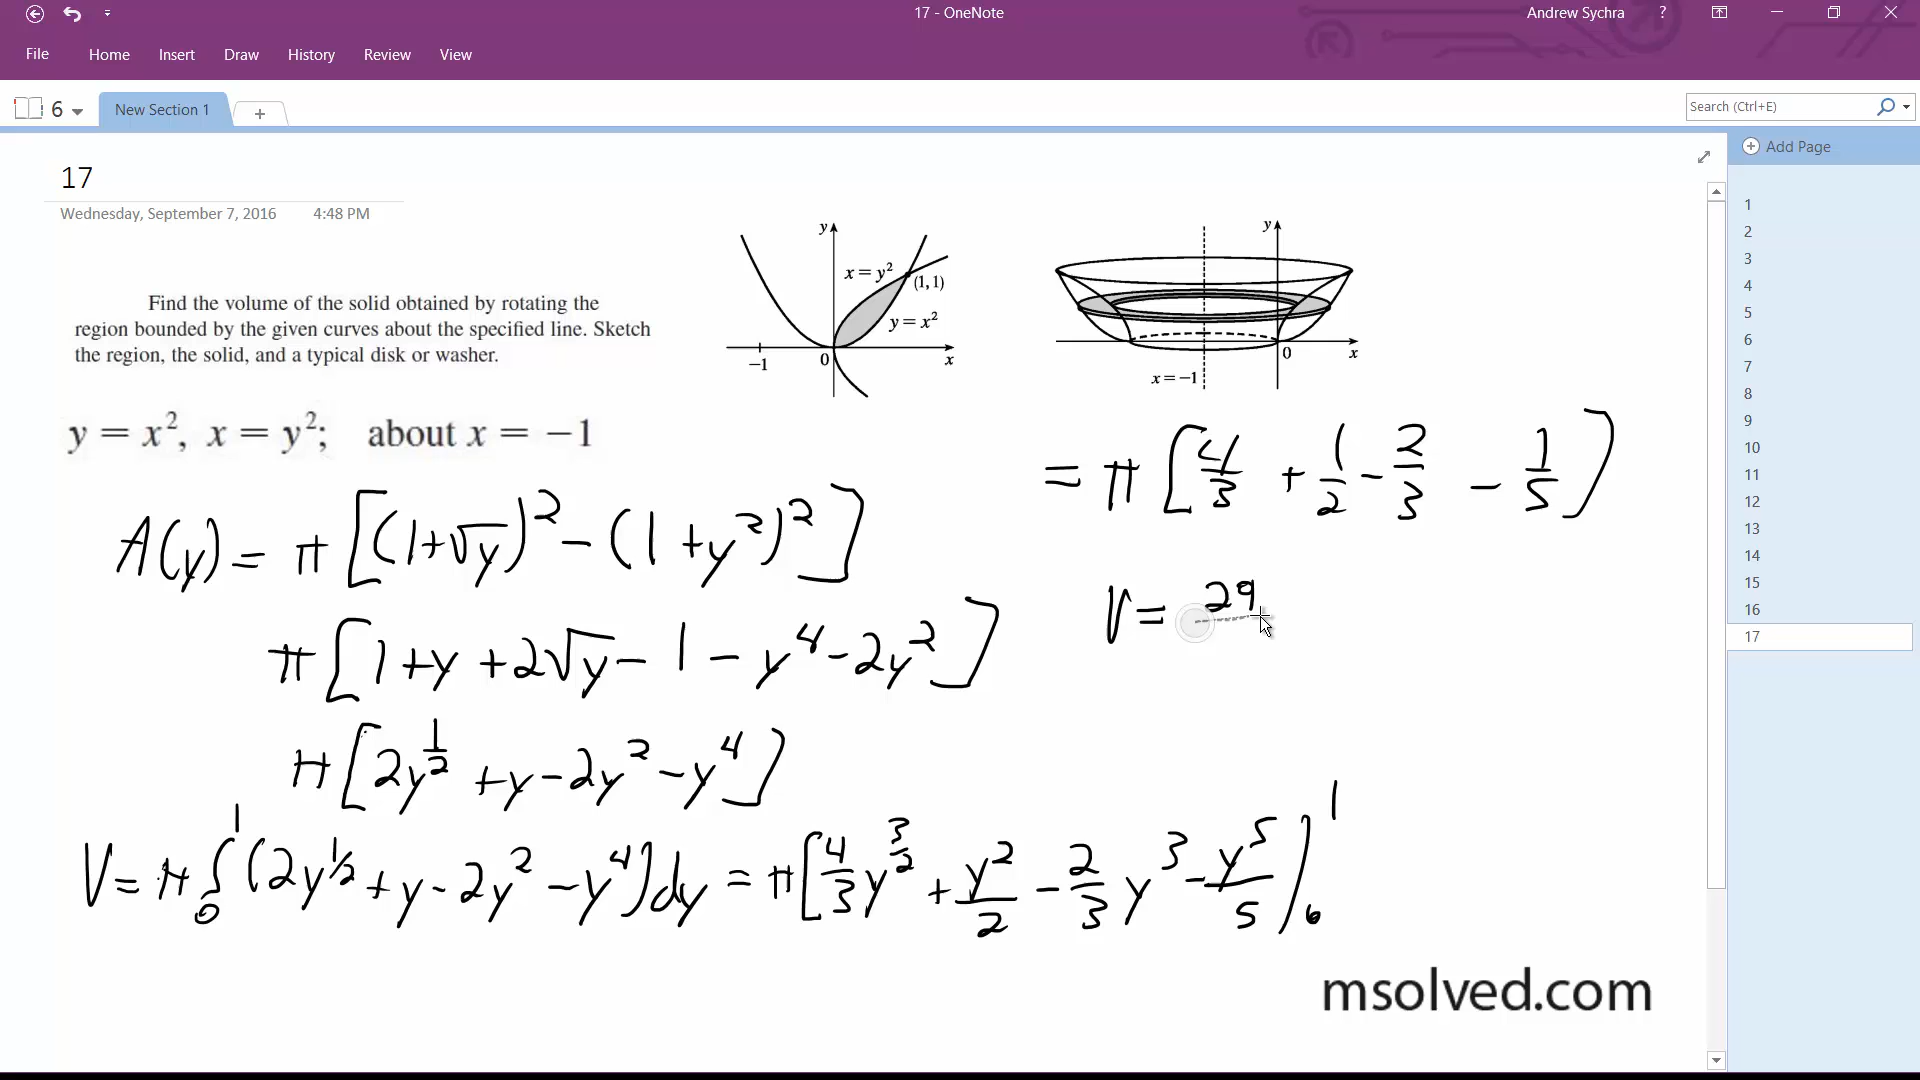 17 - OneNote
Andrew Sychra
?
File Home Insert Draw History Review View
6 New Section 1 +
Search (Ctrl+E)
Add Page
17
Wednesday, September 7, 2016 4:48 PM
Find the volume of the solid obtained by rotating the
region bounded by the given curves about the specified line. Sketch
the region, the solid, and a typical disk or washer.
y = x², x = y²; about x = −1
y
x = y²
(1, 1)
y = x²
−1
0
x
y
0
x
x = −1
A(y) = π[(1+√y)² − (1+y²)²]
π[1+y+2√y − 1 − y⁴ − 2y²]
π[2y^½ + y − 2y² − y⁴]
V = π∫₀¹(2y^½ + y − 2y² − y⁴)dy = π[4/3 y^3/2 + y²/2 − 2/3 y³ − y⁵/5]₀¹
= π[4/3 + 1/2 − 2/3 − 1/5]
V = 29
msolved.com
1
2
3
4
5
6
7
8
9
10
11
12
13
14
15
16
17